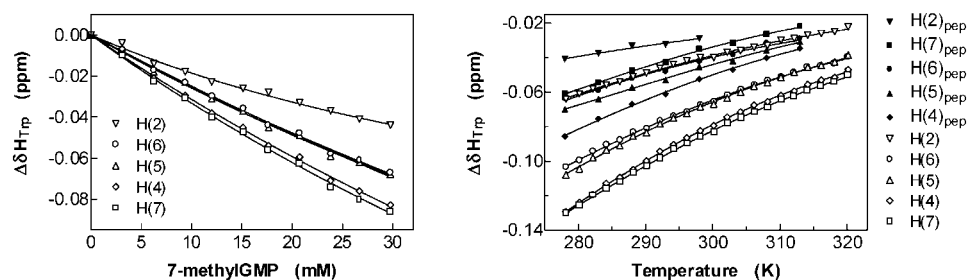 0.00
-0.02
-0.04
-0.06
-0.08
ΔδH_Trp (ppm)
H(2)
H(6)
H(5)
H(4)
H(7)
0 5 10 15 20 25 30
7-methylGMP (mM)
-0.02
-0.06
-0.10
-0.14
ΔδH_Trp (ppm)
280 290 300 310 320
Temperature (K)
H(2)pep
H(7)pep
H(6)pep
H(5)pep
H(4)pep
H(2)
H(6)
H(5)
H(4)
H(7)